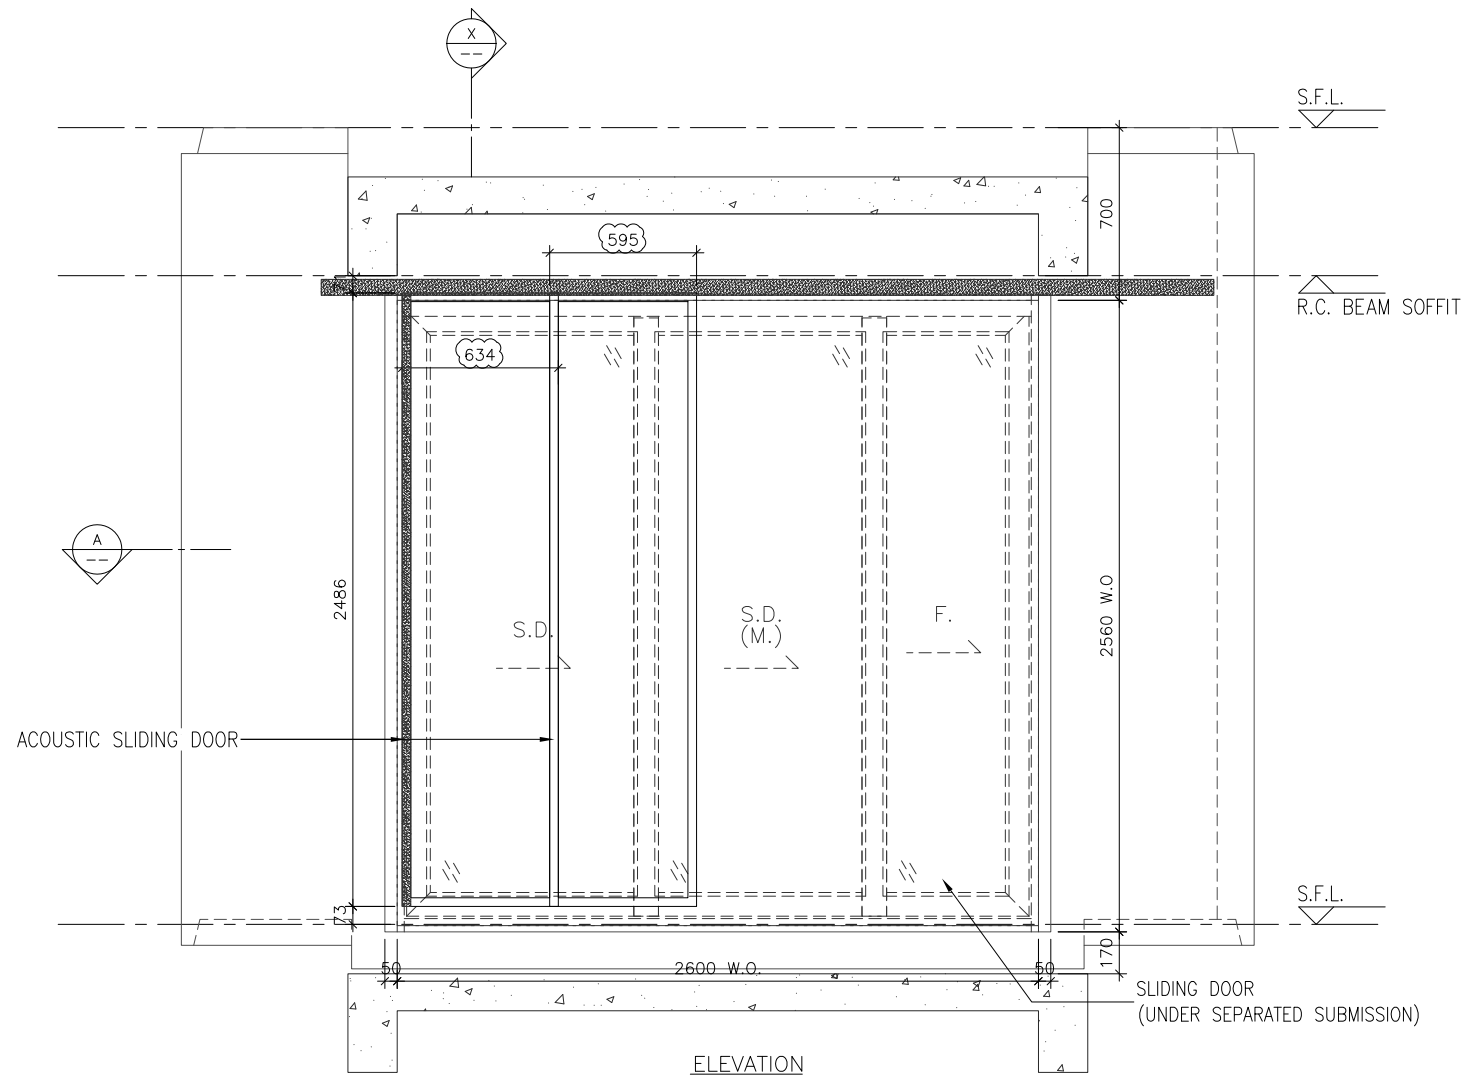 X
--
S.F.L.
700
595
R.C. BEAM SOFFIT
634
A
--
2486
S.D.
S.D.
(M.)
F.
2560 W.O
ACOUSTIC SLIDING DOOR
S.F.L.
73
170
50
2600 W.O.
50
SLIDING DOOR
(UNDER SEPARATED SUBMISSION)
ELEVATION